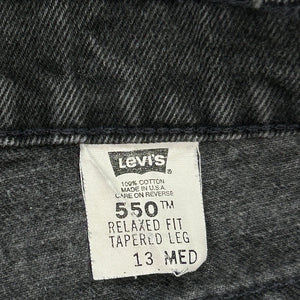 LEVI'S
100% COTTON
MADE IN U.S.A.
CARE ON REVERSE
550™
RELAXED FIT
TAPERED LEG
13 MED